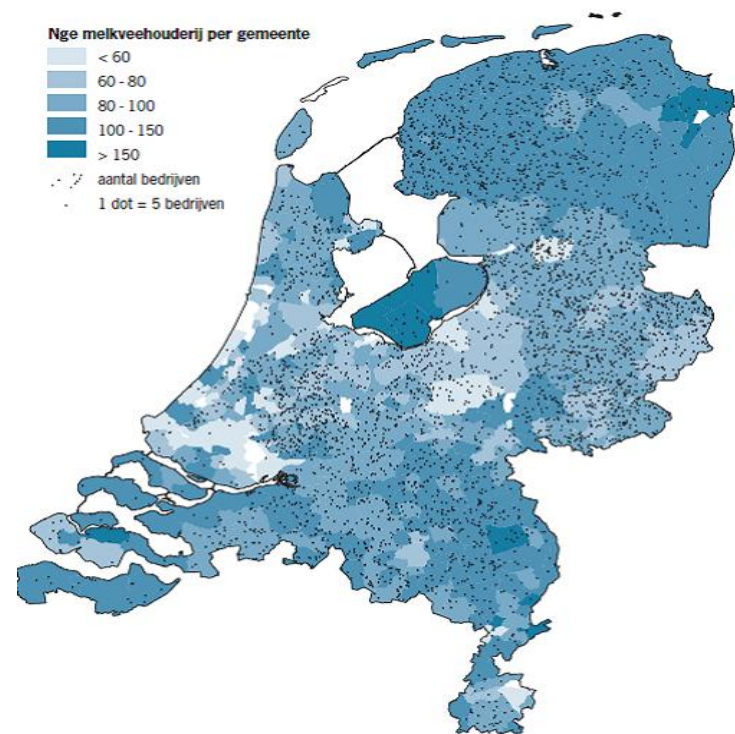 Nge melkveehouderij per gemeente
< 60
60 - 80
80 - 100
100 - 150
> 150
aantal bedrijven
1 dot = 5 bedrijven